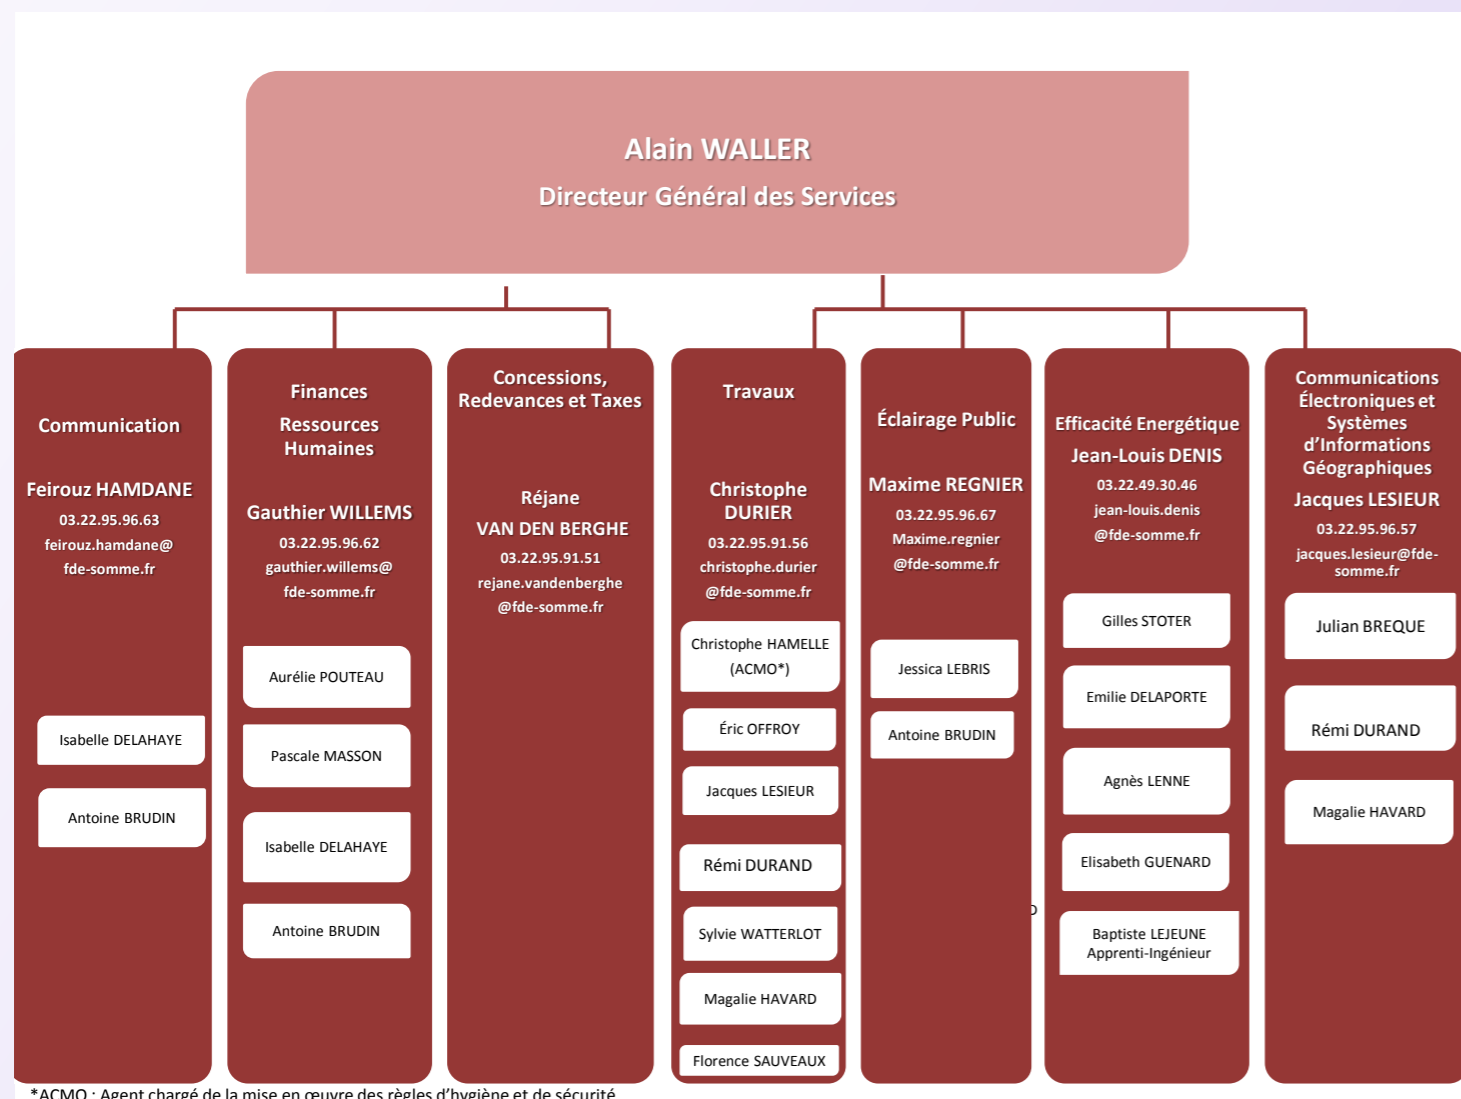 Alain WALLER
Directeur Général des Services
Communication
Feirouz HAMDANE
03.22.95.96.63
feirouz.hamdane@
fde-somme.fr
Isabelle DELAHAYE
Antoine BRUDIN
Finances
Ressources
Humaines
Gauthier WILLEMS
03.22.95.96.62
gauthier.willems@
fde-somme.fr
Aurélie POUTEAU
Pascale MASSON
Isabelle DELAHAYE
Antoine BRUDIN
Concessions,
Redevances et Taxes
Réjane
VAN DEN BERGHE
03.22.95.91.51
rejane.vandenberghe
@fde-somme.fr
Travaux
Christophe
DURIER
03.22.95.91.56
christophe.durier
@fde-somme.fr
Christophe HAMELLE
(ACMO*)
Éric OFFROY
Jacques LESIEUR
Rémi DURAND
Sylvie WATTERLOT
Magalie HAVARD
Florence SAUVEAUX
Éclairage Public
Maxime REGNIER
03.22.95.96.67
Maxime.regnier
@fde-somme.fr
Jessica LEBRIS
Antoine BRUDIN
Efficacité Energétique
Jean-Louis DENIS
03.22.49.30.46
jean-louis.denis
@fde-somme.fr
Gilles STOTER
Emilie DELAPORTE
Agnès LENNE
Elisabeth GUENARD
Baptiste LEJEUNE
Apprenti-Ingénieur
Communications
Électroniques et
Systèmes
d'Informations
Géographiques
Jacques LESIEUR
03.22.95.96.57
jacques.lesieur@fde-
somme.fr
Julian BREQUE
Rémi DURAND
Magalie HAVARD
*ACMO : Agent chargé de la mise en œuvre des règles d'hygiène et de sécurité